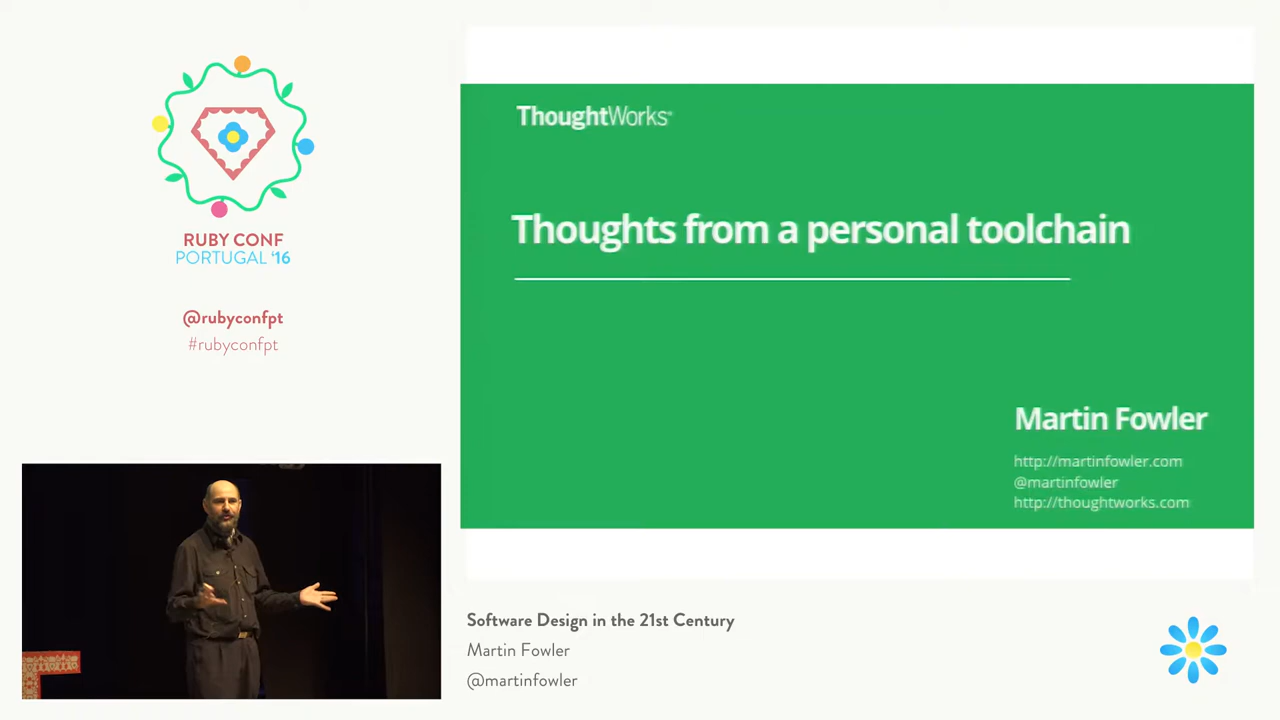 RUBY CONF
PORTUGAL '16
@rubyconfpt
#rubyconfpt
ThoughtWorks®
Thoughts from a personal toolchain
Martin Fowler
http://martinfowler.com
@martinfowler
http://thoughtworks.com
Software Design in the 21st Century
Martin Fowler
@martinfowler